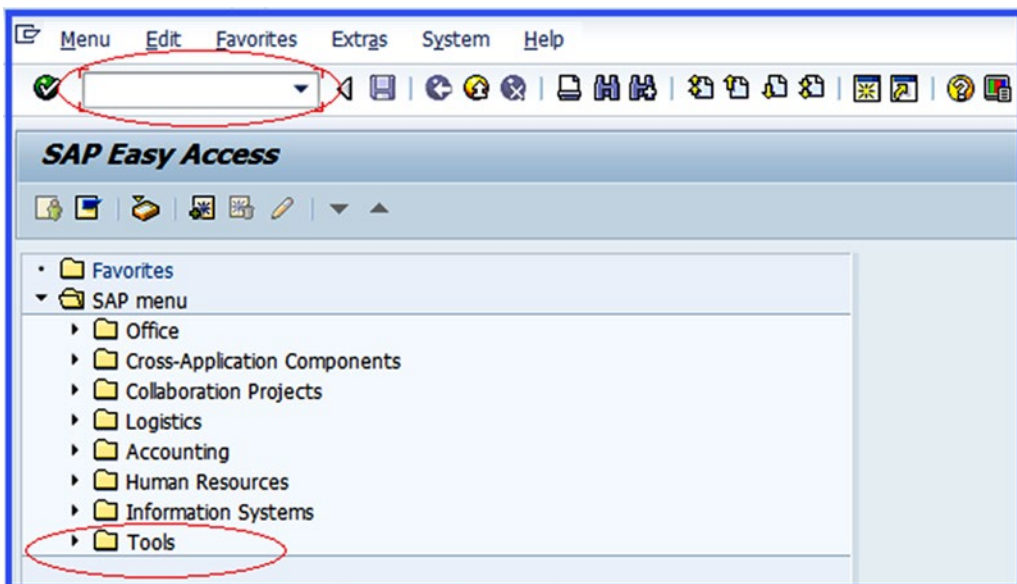 Menu Edit Favorites Extras System Help
SAP Easy Access
Favorites
SAP menu
Office
Cross-Application Components
Collaboration Projects
Logistics
Accounting
Human Resources
Information Systems
Tools